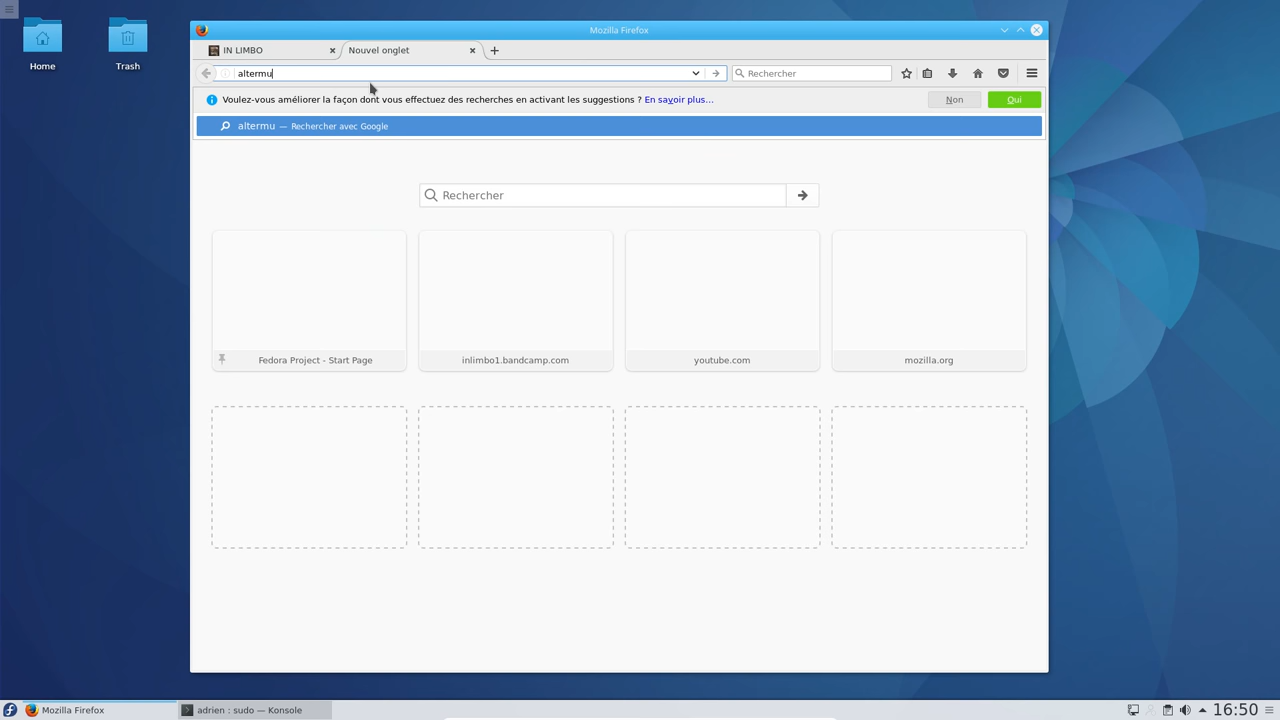 Mozilla Firefox
IN LIMBO
Nouvel onglet
altermu
Rechercher
Voulez-vous améliorer la façon dont vous effectuez des recherches en activant les suggestions ? En savoir plus…
Non
Oui
altermu — Rechercher avec Google
Home
Trash
Rechercher
Fedora Project - Start Page
inlimbo1.bandcamp.com
youtube.com
mozilla.org
Mozilla Firefox
adrien : sudo — Konsole
16:50